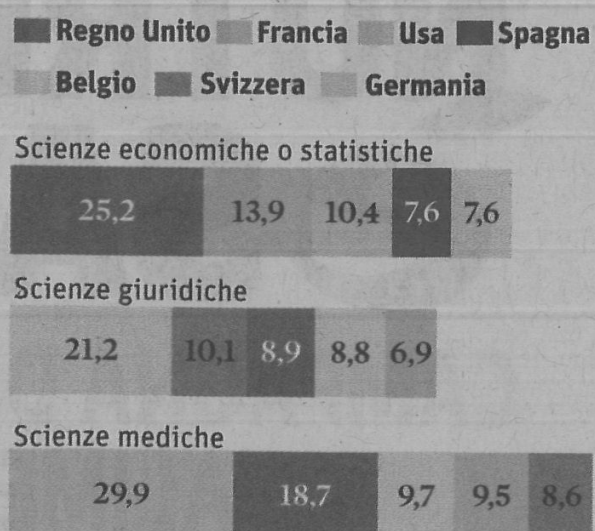 Regno Unito Francia Usa Spagna
Belgio Svizzera Germania
Scienze economiche o statistiche
25,2 13,9 10,4 7,6 7,6
Scienze giuridiche
21,2 10,1 8,9 8,8 6,9
Scienze mediche
29,9 18,7 9,7 9,5 8,6